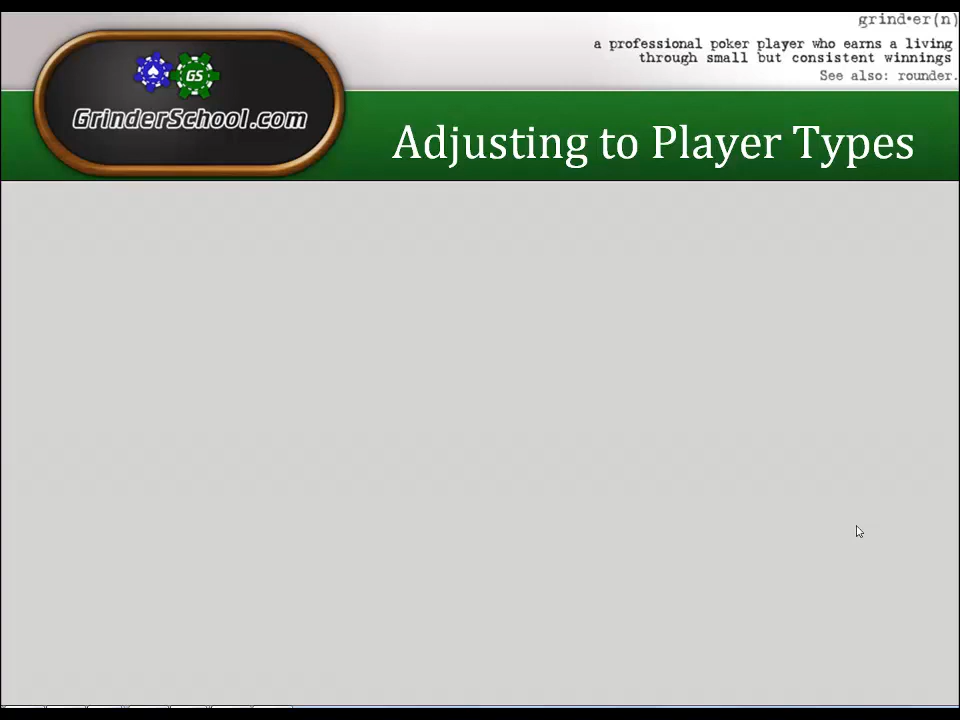 grind•er(n)
a professional poker player who earns a living
through small but consistent winnings
See also: rounder.
GS
GrinderSchool.com
Adjusting to Player Types